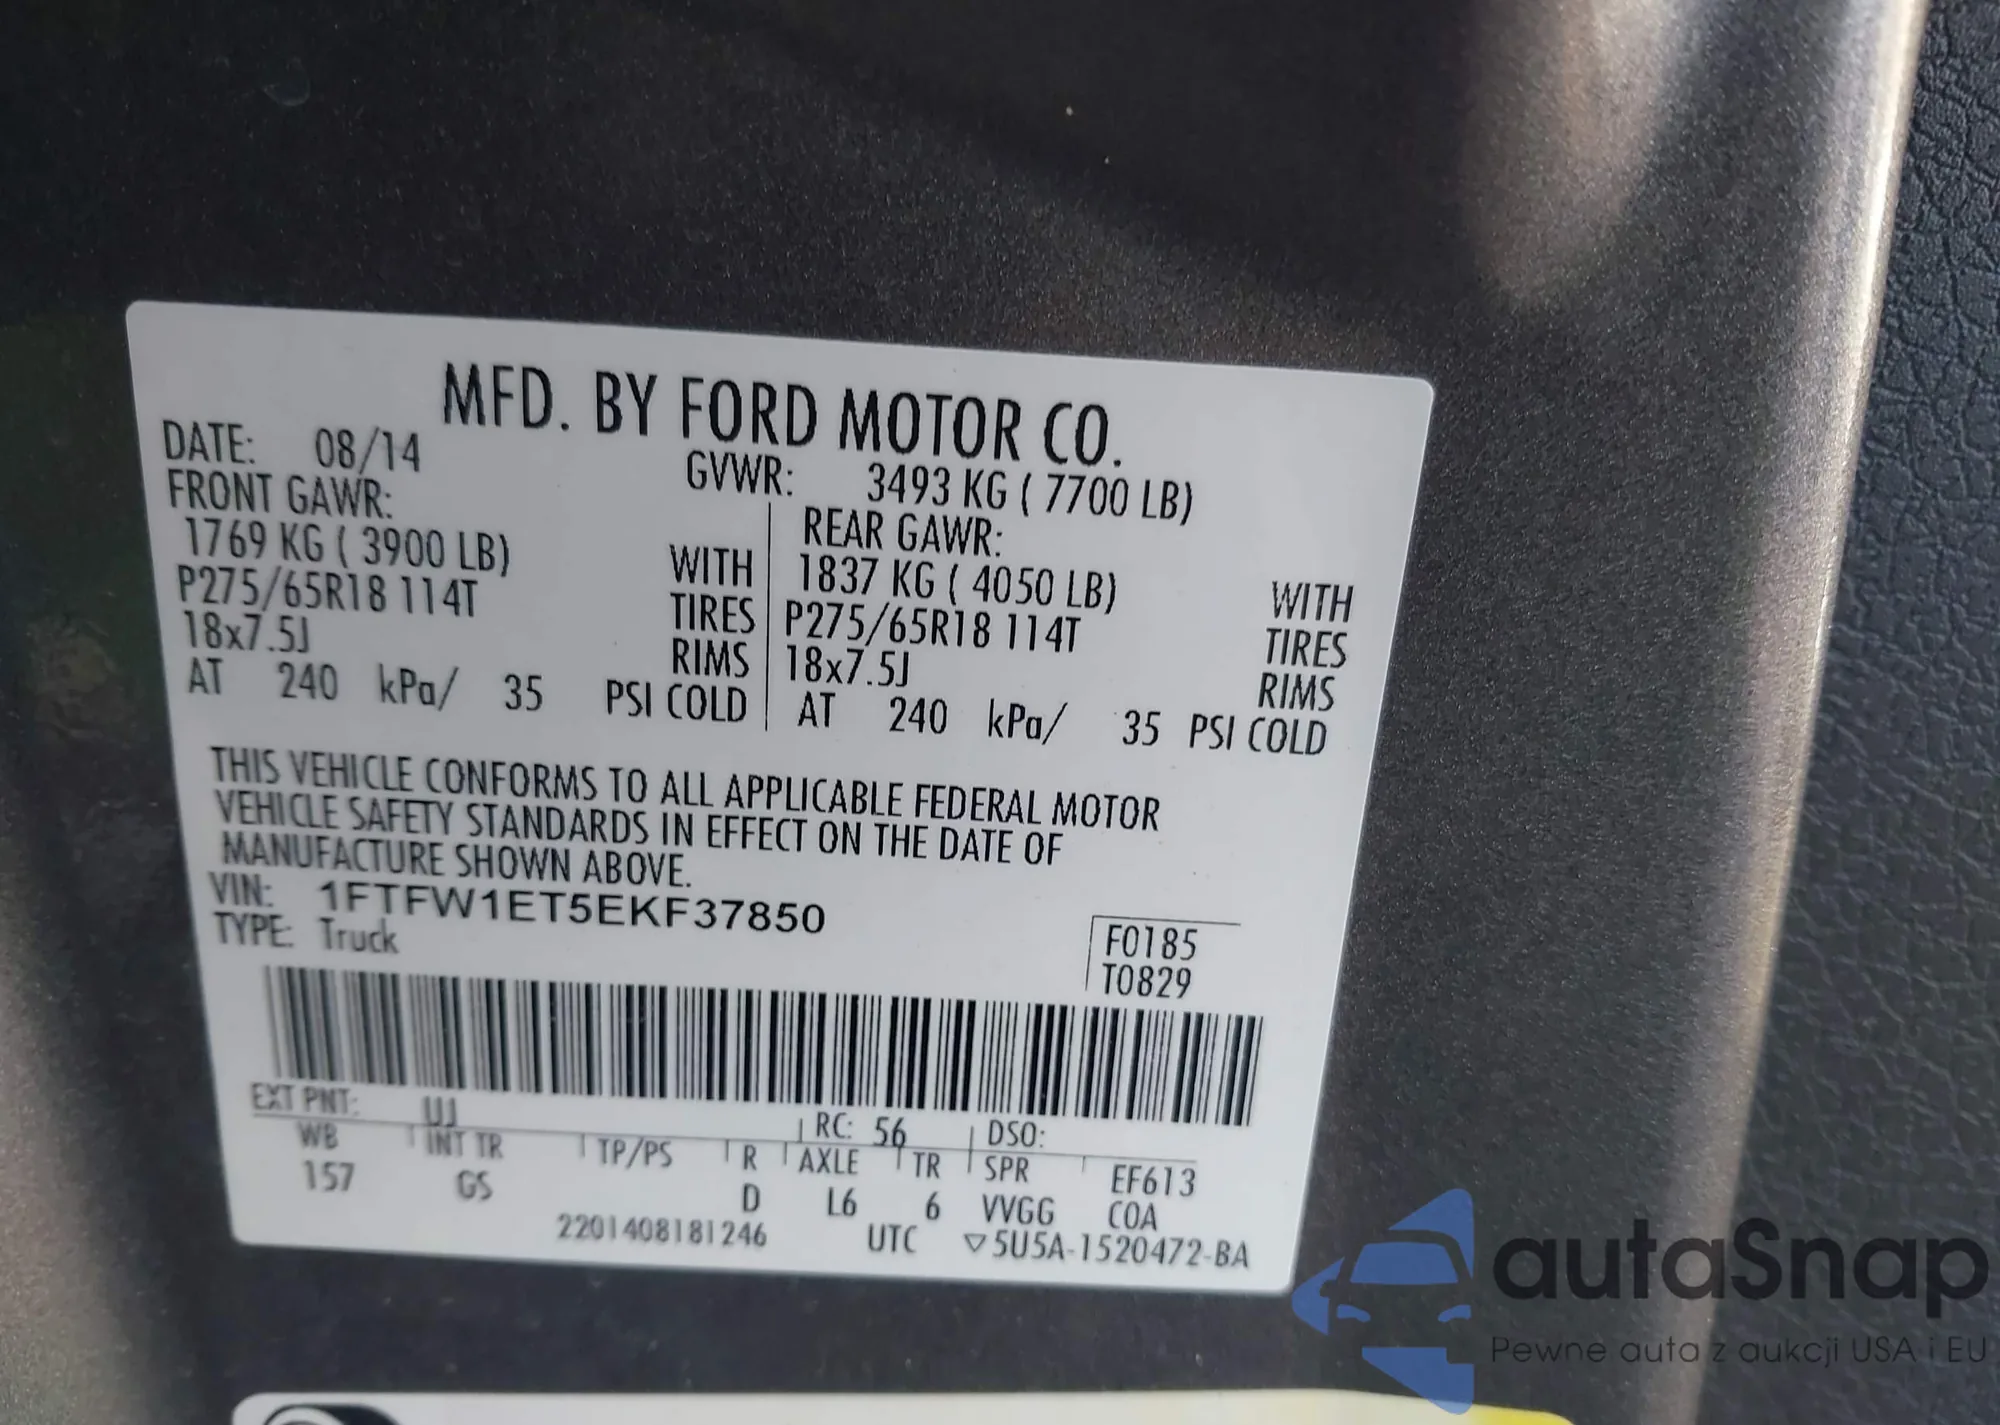 MFD. BY FORD MOTOR CO.
DATE: 08/14 GVWR: 3493 KG ( 7700 LB)
FRONT GAWR: REAR GAWR:
1769 KG ( 3900 LB) WITH 1837 KG ( 4050 LB) WITH
P275/65R18 114T TIRES P275/65R18 114T TIRES
18x7.5J RIMS 18x7.5J RIMS
AT 240 kPa/ 35 PSI COLD AT 240 kPa/ 35 PSI COLD
THIS VEHICLE CONFORMS TO ALL APPLICABLE FEDERAL MOTOR
VEHICLE SAFETY STANDARDS IN EFFECT ON THE DATE OF
MANUFACTURE SHOWN ABOVE.
VIN: 1FTFW1ET5EKF37850
TYPE: Truck
F0185
T0829
EXT PNT: UJ RC: 56 DSO:
WB INT TR TP/PS R AXLE TR SPR EF613
157 GS D L6 6 VVGG COA
2201408181246 UTC ▽5U5A-1520472-BA
autaSnap
Pewne auta z aukcji USA i EU